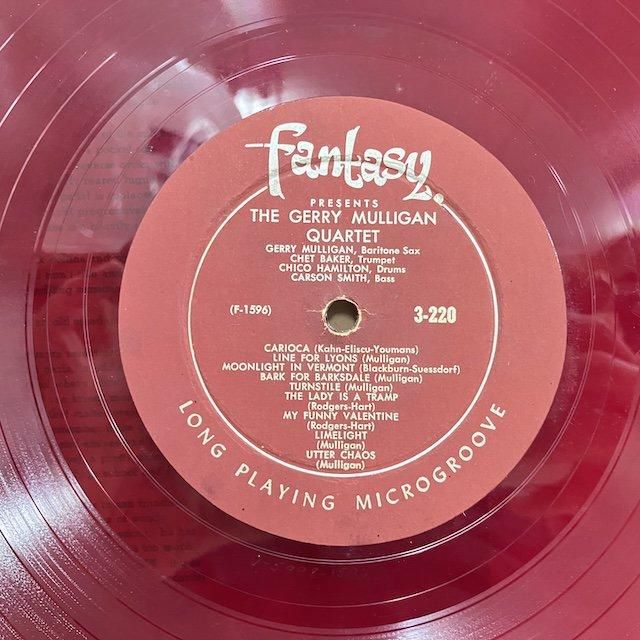 Fantasy.
PRESENTS
THE GERRY MULLIGAN
QUARTET
GERRY MULLIGAN, Baritone Sax
CHET BAKER, Trumpet
CHICO HAMILTON, Drums
CARSON SMITH, Bass
(F-1596) 3-220
CARIOCA (Kahn-Eliscu-Youmans)
LINE FOR LYONS (Mulligan)
MOONLIGHT IN VERMONT (Blackburn-Suessdorf)
BARK FOR BARKSDALE (Mulligan)
TURNSTILE (Mulligan)
THE LADY IS A TRAMP
(Rodgers-Hart)
MY FUNNY VALENTINE
(Rodgers-Hart)
LIMELIGHT
(Mulligan)
UTTER CHAOS
(Mulligan)
LONG PLAYING MICROGROOVE